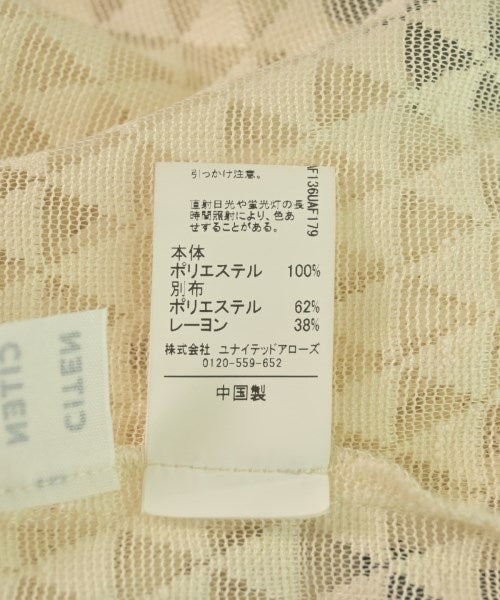 引っかけ注意。
直射日光や蛍光灯の長
時間照射により、色あ
せすることがある。
本体
ポリエステル 100%
別布
ポリエステル 62%
レーヨン 38%
株式会社 ユナイテッドアローズ
0120-559-652
中国製
AF136UAF179
CITEN
CITEN